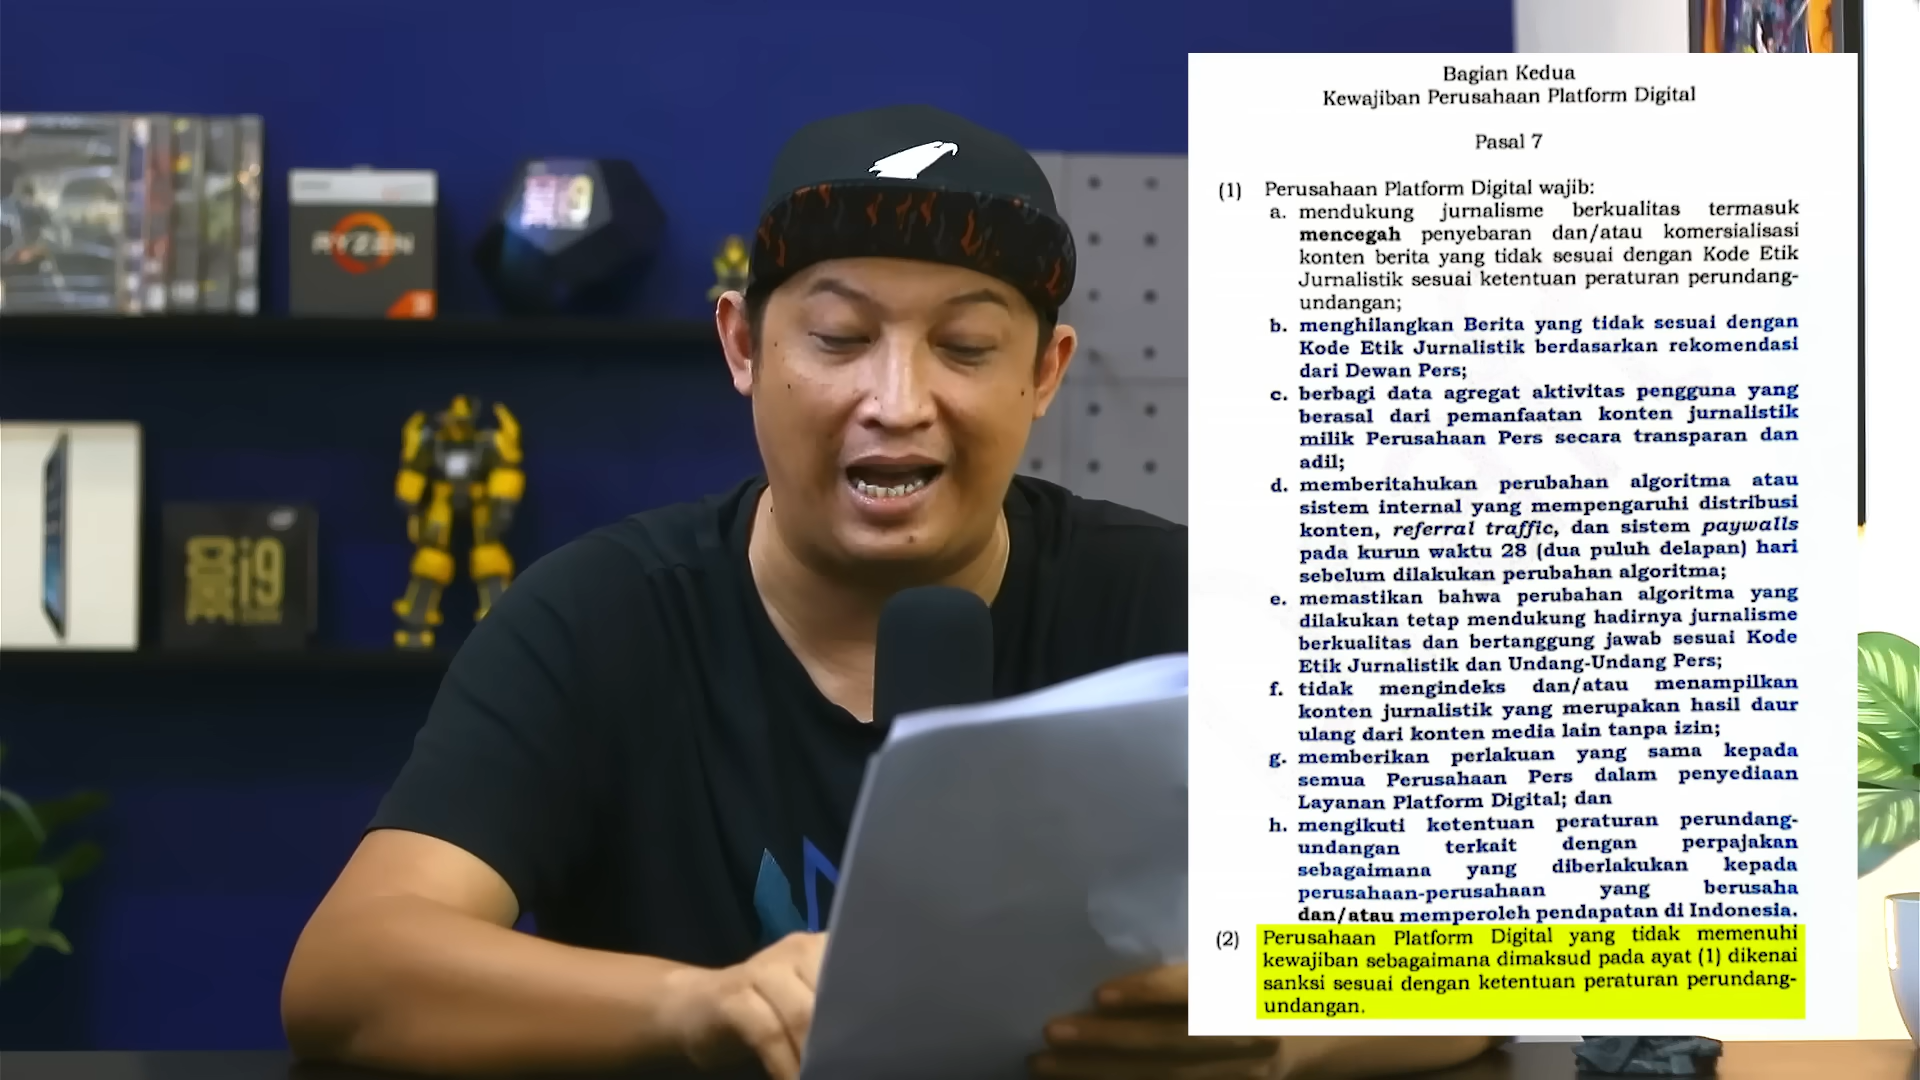 RYZEN
i9
i9
Bagian Kedua
Kewajiban Perusahaan Platform Digital
Pasal 7
(1) Perusahaan Platform Digital wajib:
a. mendukung jurnalisme berkualitas termasuk
mencegah penyebaran dan/atau komersialisasi
konten berita yang tidak sesuai dengan Kode Etik
Jurnalistik sesuai ketentuan peraturan perundang-
undangan;
b. menghilangkan Berita yang tidak sesuai dengan
Kode Etik Jurnalistik berdasarkan rekomendasi
dari Dewan Pers;
c. berbagi data agregat aktivitas pengguna yang
berasal dari pemanfaatan konten jurnalistik
milik Perusahaan Pers secara transparan dan
adil;
d. memberitahukan perubahan algoritma atau
sistem internal yang mempengaruhi distribusi
konten, referral traffic, dan sistem paywalls
pada kurun waktu 28 (dua puluh delapan) hari
sebelum dilakukan perubahan algoritma;
e. memastikan bahwa perubahan algoritma yang
dilakukan tetap mendukung hadirnya jurnalisme
berkualitas dan bertanggung jawab sesuai Kode
Etik Jurnalistik dan Undang-Undang Pers;
f. tidak mengindeks dan/atau menampilkan
konten jurnalistik yang merupakan hasil daur
ulang dari konten media lain tanpa izin;
g. memberikan perlakuan yang sama kepada
semua Perusahaan Pers dalam penyediaan
Layanan Platform Digital; dan
h. mengikuti ketentuan peraturan perundang-
undangan terkait dengan perpajakan
sebagaimana yang diberlakukan kepada
perusahaan-perusahaan yang berusaha
dan/atau memperoleh pendapatan di Indonesia.
(2) Perusahaan Platform Digital yang tidak memenuhi
kewajiban sebagaimana dimaksud pada ayat (1) dikenai
sanksi sesuai dengan ketentuan peraturan perundang-
undangan.